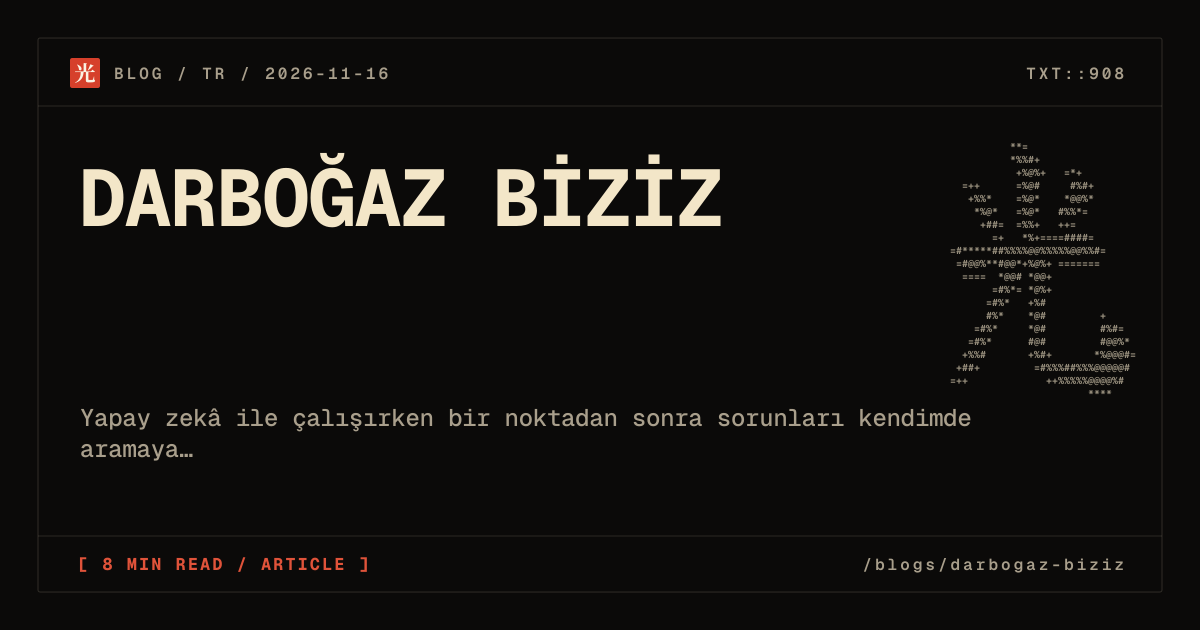 光 BLOG / TR / 2026-11-16
TXT::908
DARBOĞAZ BİZİZ
Yapay zekâ ile çalışırken bir noktadan sonra sorunları kendimde
aramaya…
[ 8 MIN READ / ARTICLE ]
/blogs/darbogaz-biziz